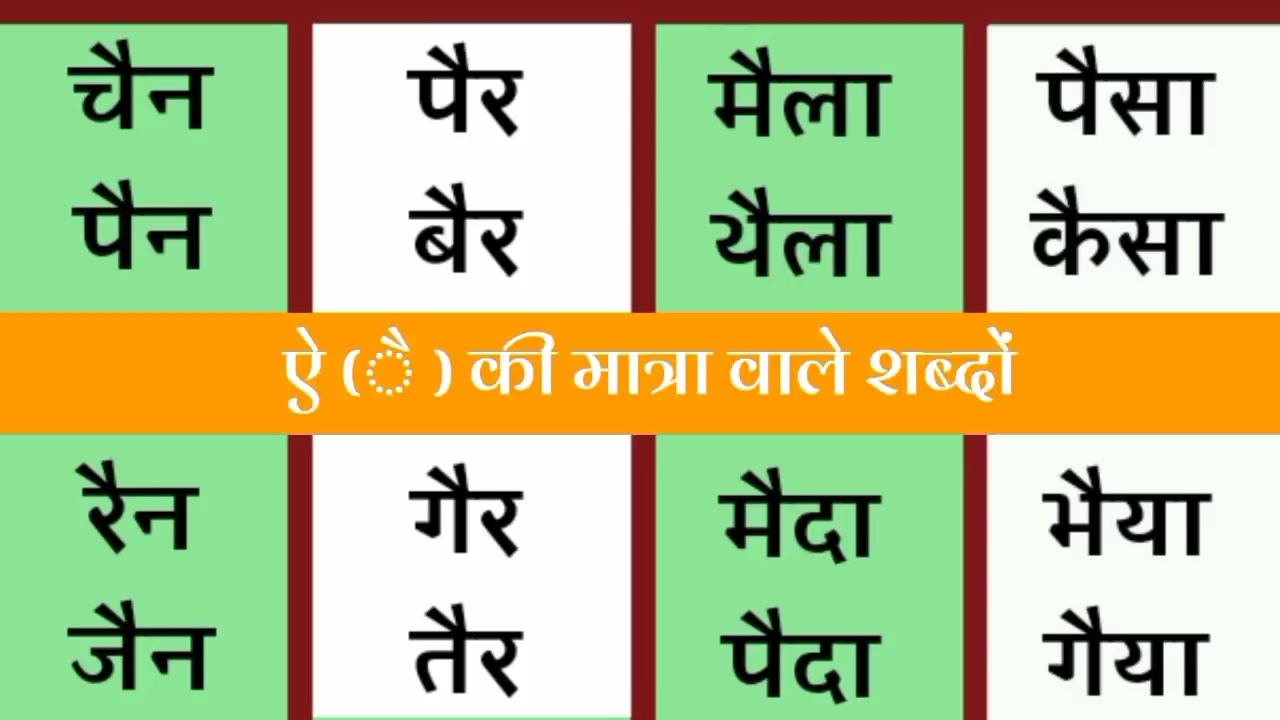 चैन पैर मैला पैसा
पैन बैर थैला कैसा
ऐ (ै ) की मात्रा वाले शब्दों
रैन गैर मैदा भैया
जैन तैर पैदा गैया